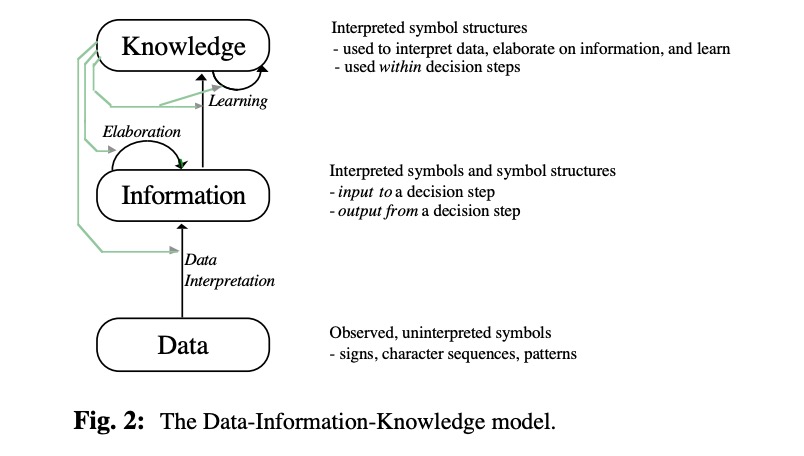 Knowledge
Interpreted symbol structures
- used to interpret data, elaborate on information, and learn
- used within decision steps
Learning
Elaboration
Information
Interpreted symbols and symbol structures
- input to a decision step
- output from a decision step
Data
Interpretation
Data
Observed, uninterpreted symbols
- signs, character sequences, patterns
Fig. 2: The Data-Information-Knowledge model.